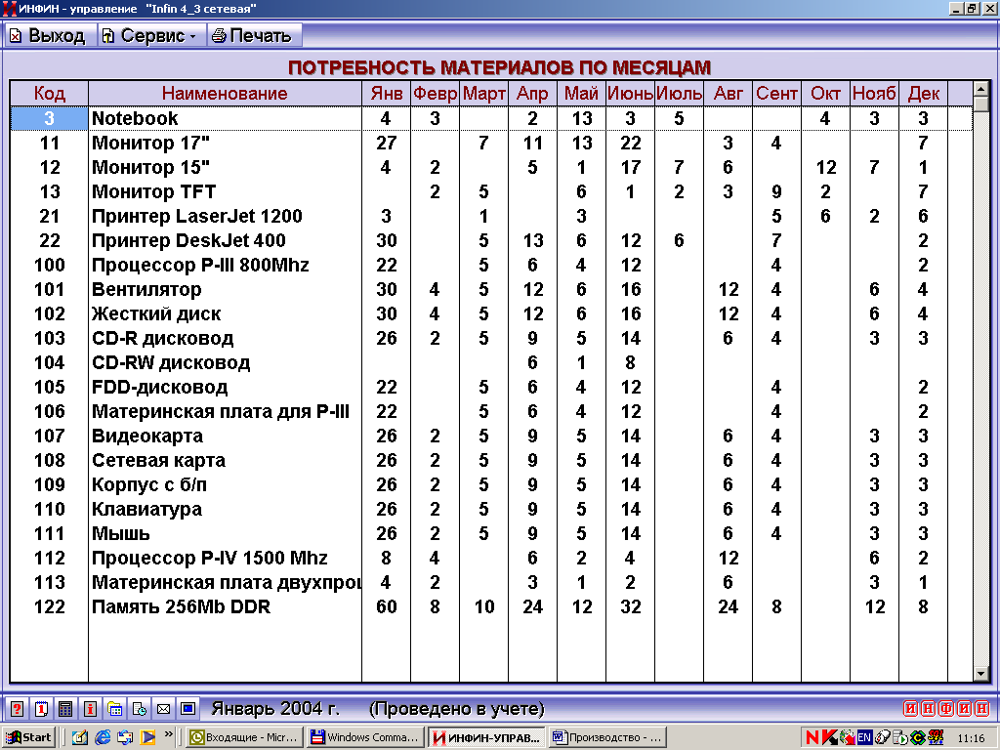 ИНФИН - управление "Infin 4_3 сетевая"
Выход Сервис Печать
ПОТРЕБНОСТЬ МАТЕРИАЛОВ ПО МЕСЯЦАМ
Код Наименование Янв Февр Март Апр Май Июнь Июль Авг Сент Окт Нояб Дек
3 Notebook 4 3 2 13 3 5 4 3 3
11 Монитор 17" 27 7 11 13 22 3 4 7
12 Монитор 15" 4 2 5 1 17 7 6 12 7 1
13 Монитор TFT 2 5 6 1 2 3 9 2 7
21 Принтер LaserJet 1200 3 1 3 5 6 2 6
22 Принтер DeskJet 400 30 5 13 6 12 6 7 2
100 Процессор P-III 800Mhz 22 5 6 4 12 4 2
101 Вентилятор 30 4 5 12 6 16 12 4 6 4
102 Жесткий диск 30 4 5 12 6 16 12 4 6 4
103 CD-R дисковод 26 2 5 9 5 14 6 4 3 3
104 CD-RW дисковод 6 1 8
105 FDD-дисковод 22 5 6 4 12 4 2
106 Материнская плата для P-III 22 5 6 4 12 4 2
107 Видеокарта 26 2 5 9 5 14 6 4 3 3
108 Сетевая карта 26 2 5 9 5 14 6 4 3 3
109 Корпус с б/п 26 2 5 9 5 14 6 4 3 3
110 Клавиатура 26 2 5 9 5 14 6 4 3 3
111 Мышь 26 2 5 9 5 14 6 4 3 3
112 Процессор P-IV 1500 Mhz 8 4 6 2 4 12 6 2
113 Материнская плата двухпроц 4 2 3 1 2 6 3 1
122 Память 256Mb DDR 60 8 10 24 12 32 24 8 12 8
Январь 2004 г. (Проведено в учете) ИНФИН
Start Входящие - Micr... Windows Comma... ИНФИН-УПРАВ... Производство - ... EN 11:16